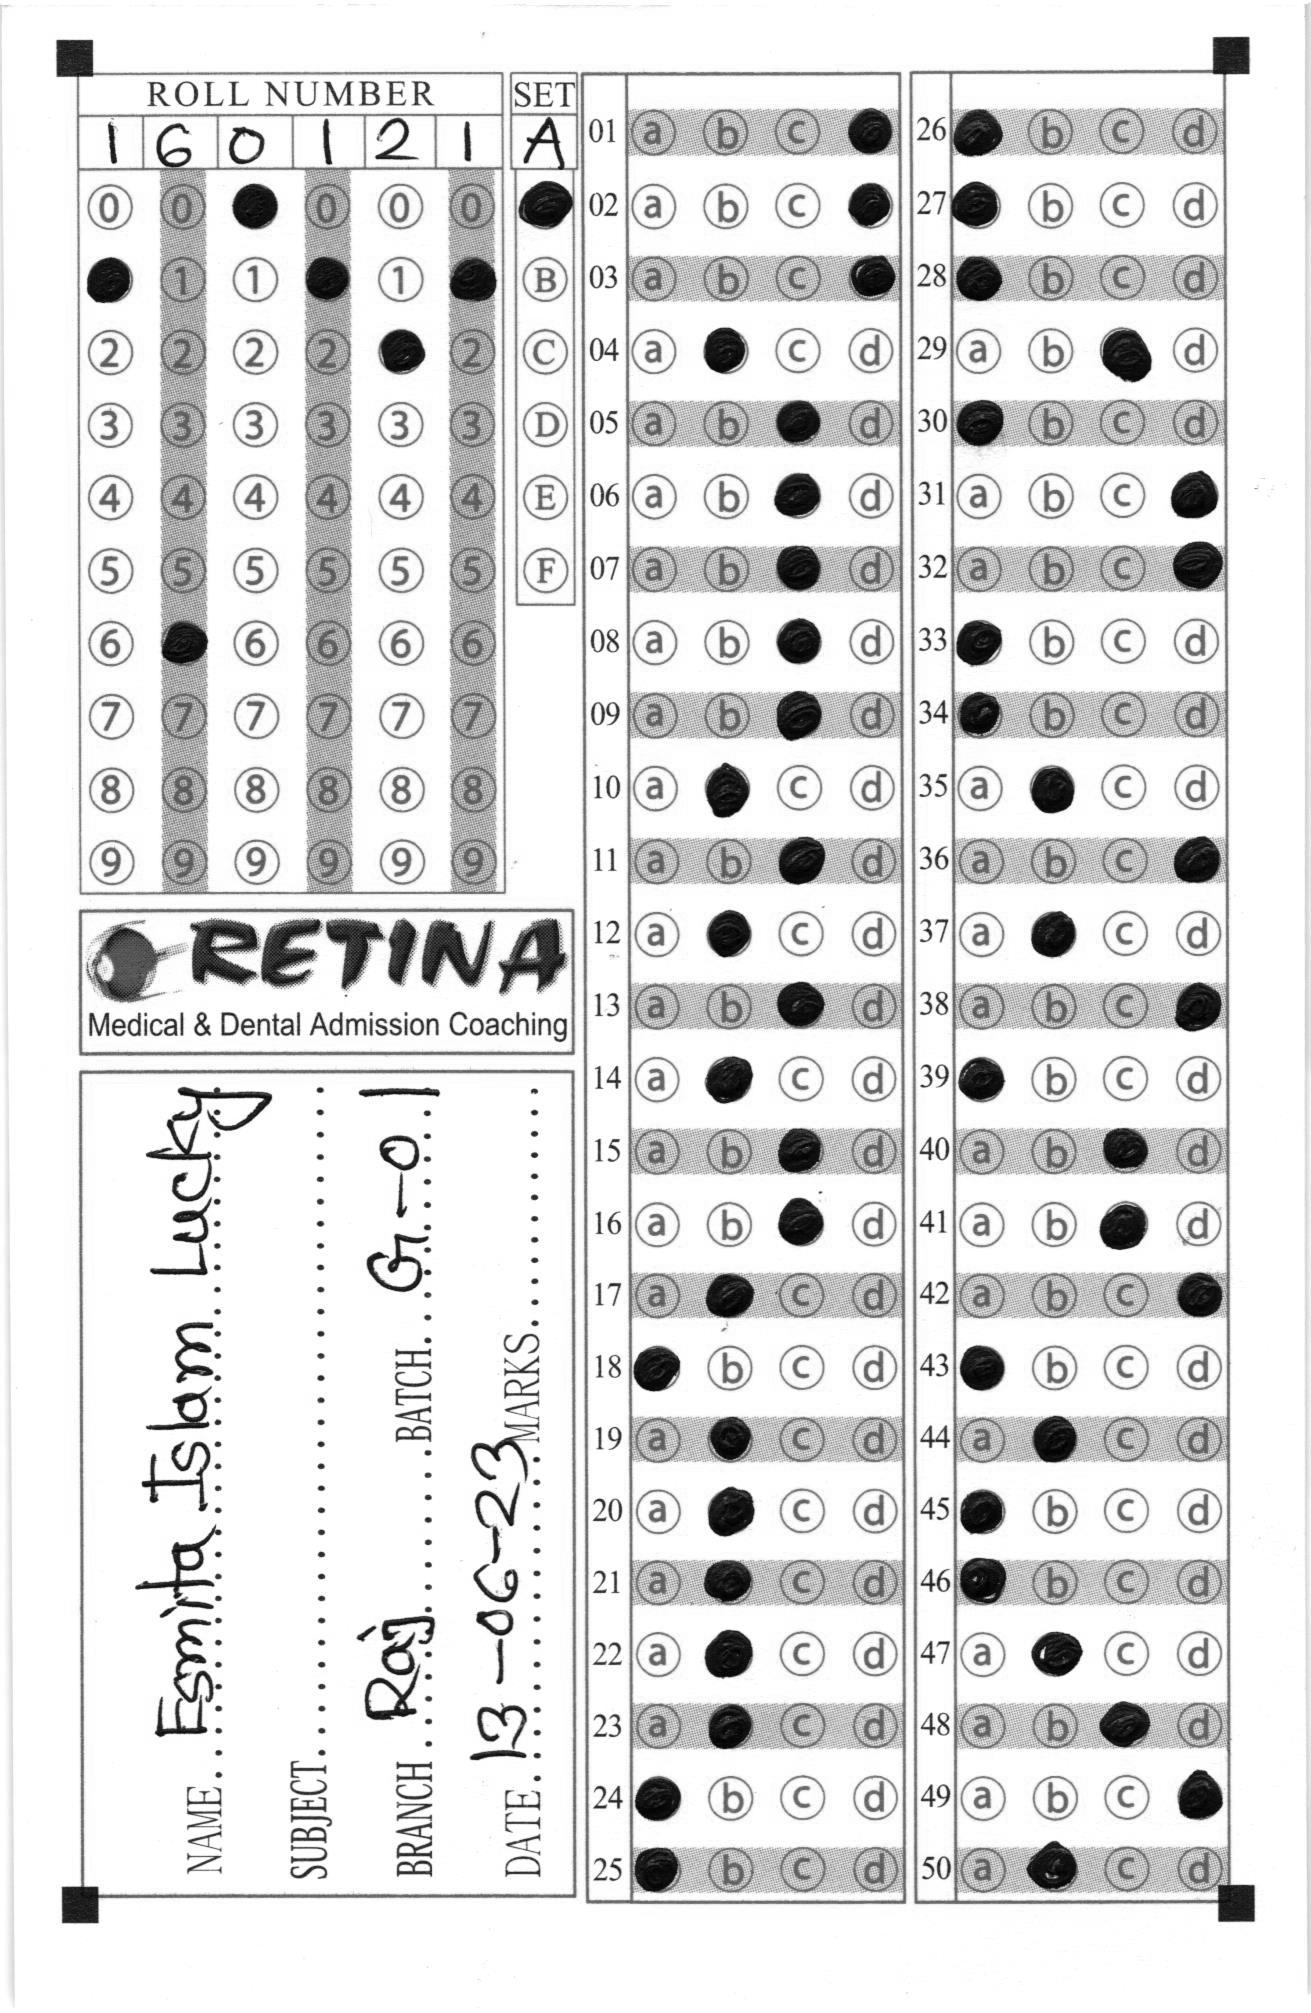 ROLL NUMBER
1 6 0 1 2 1
0 0 0 0 0
1 1 1
2 2 2 2 2
3 3 3 3 3 3
4 4 4 4 4 4
5 5 5 5 5 5
6 6 6 6 6
7 7 7 7 7 7
8 8 8 8 8 8
9 9 9 9 9 9
SET
A
B
C
D
E
F
RETINA
Medical & Dental Admission Coaching
NAME Esmita Islam Lucky
SUBJECT
BRANCH Raj BATCH Gr-01
DATE 13-06-23 MARKS
01 a b c
02 a b c
03 a b c
04 a c d
05 a b d
06 a b d
07 a b d
08 a b d
09 a b d
10 a c d
11 a b d
12 a c d
13 a b d
14 a c d
15 a b d
16 a b d
17 a c d
18 b c d
19 a c d
20 a c d
21 a c d
22 a c d
23 a c d
24 b c d
25 b c d
26 b c d
27 b c d
28 b c d
29 a b d
30 b c d
31 a b c
32 a b c
33 b c d
34 b c d
35 a c d
36 a b c
37 a c d
38 a b c
39 b c d
40 a b d
41 a b d
42 a b c
43 b c d
44 a c d
45 b c d
46 b c d
47 a c d
48 a b d
49 a b c
50 a c d